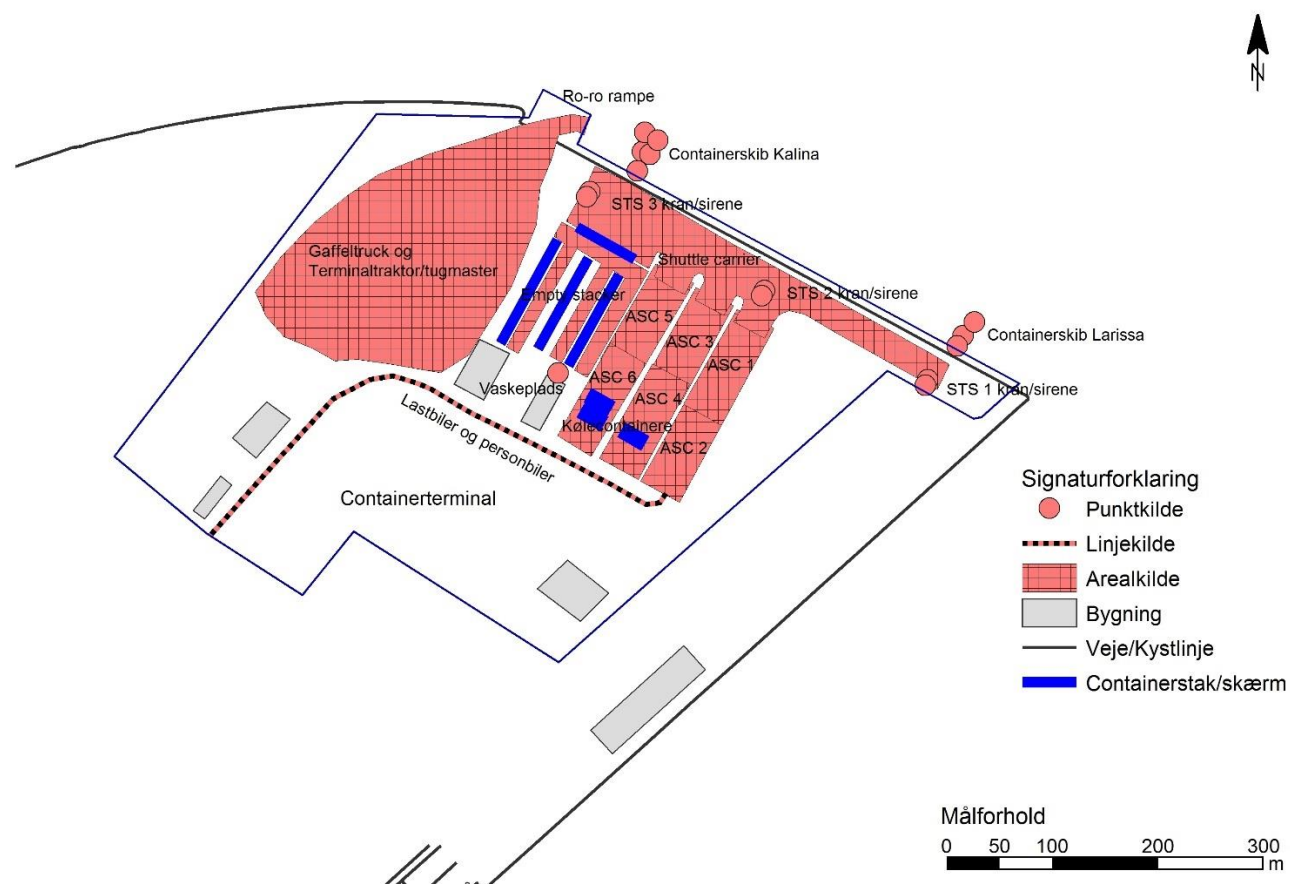 N
Ro-ro rampe
Containerskib Kalina
STS 3 kran/sirene
Gaffeltruck og
Terminaltraktor/tugmaster
Shuttle carrier
Empty stacker
STS 2 kran/sirene
ASC 5
Containerskib Larissa
ASC 3
ASC 1
ASC 6
STS 1 kran/sirene
Vaskeplads
ASC 4
Kølecontainere
Lastbiler og personbiler
ASC 2
Containerterminal
Signaturforklaring
Punktkilde
Linjekilde
Arealkilde
Bygning
Veje/Kystlinje
Containerstak/skærm
Målforhold
0 50 100 200 300
m